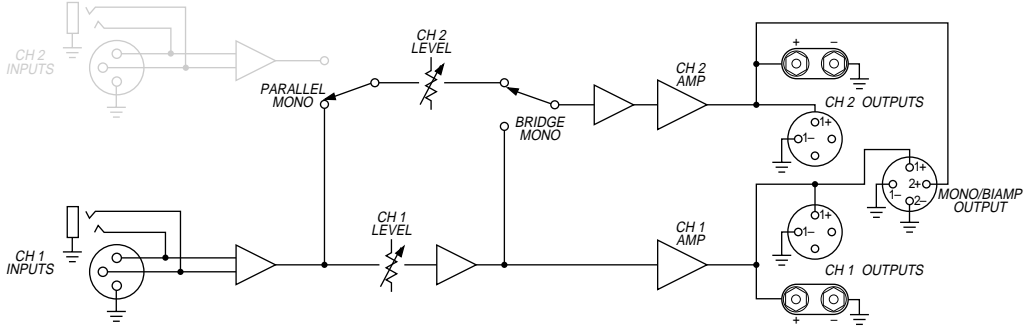 CH 2
INPUTS
PARALLEL
MONO
CH 2
LEVEL
BRIDGE
MONO
CH 2
AMP
+ −
CH 2 OUTPUTS
1+
1−
1+
2+
1−
2−
MONO/BIAMP
OUTPUT
CH 1
INPUTS
CH 1
LEVEL
CH 1
AMP
1+
1−
CH 1 OUTPUTS
+ −